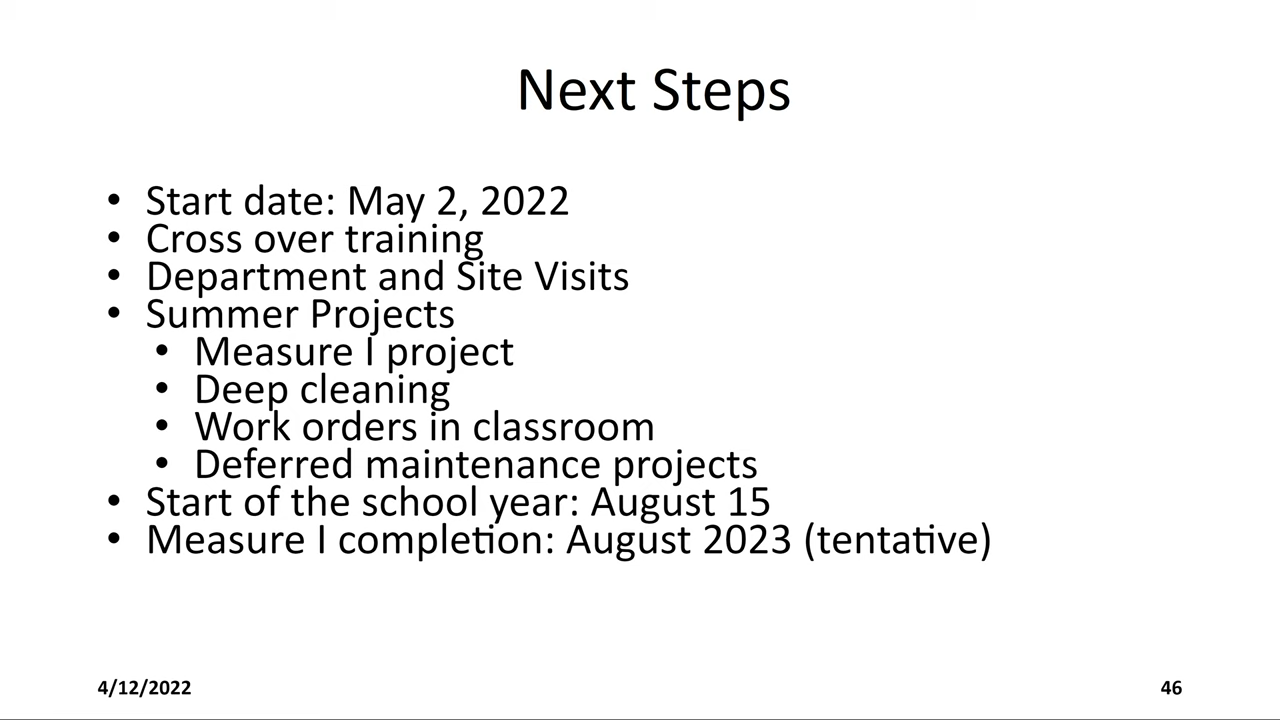 Next Steps
• Start date: May 2, 2022
• Cross over training
• Department and Site Visits
• Summer Projects
• Measure I project
• Deep cleaning
• Work orders in classroom
• Deferred maintenance projects
• Start of the school year: August 15
• Measure I completion: August 2023 (tentative)
4/12/2022
46